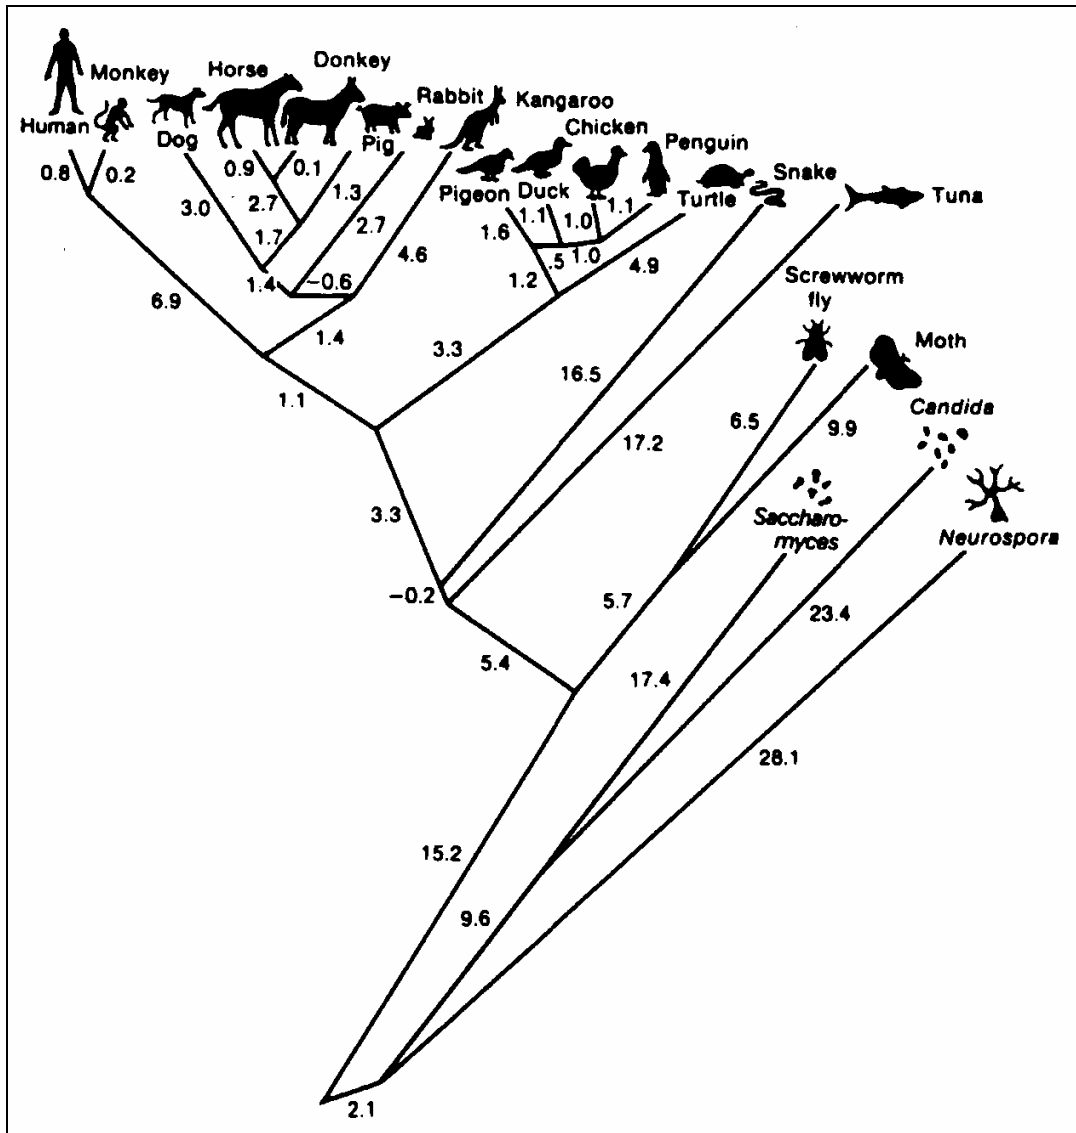 Monkey
Horse
Donkey
Rabbit
Kangaroo
Human
Dog
Pig
Chicken
Penguin
Pigeon
Duck
Turtle
Snake
Tuna
0.8
0.2
0.9
0.1
3.0
2.7
1.3
2.7
1.7
1.4
-0.6
4.6
1.6
1.1
1.0
1.1
.5
1.0
1.2
4.9
6.9
1.4
3.3
1.1
16.5
17.2
Screwworm
fly
Moth
6.5
9.9
Candida
Saccharo-
myces
Neurospora
3.3
-0.2
5.4
5.7
17.4
23.4
28.1
15.2
9.6
2.1